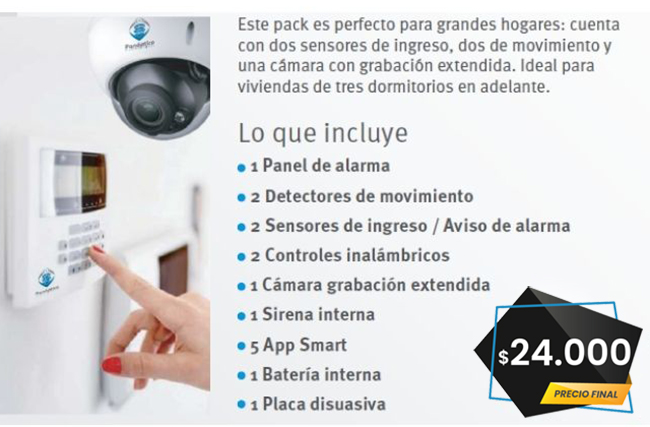 Panóptico
Este pack es perfecto para grandes hogares: cuenta
con dos sensores de ingreso, dos de movimiento y
una cámara con grabación extendida. Ideal para
viviendas de tres dormitorios en adelante.
Lo que incluye
• 1 Panel de alarma
• 2 Detectores de movimiento
• 2 Sensores de ingreso / Aviso de alarma
• 2 Controles inalámbricos
• 1 Cámara grabación extendida
• 1 Sirena interna
• 5 App Smart
• 1 Batería interna
• 1 Placa disuasiva
$24.000
PRECIO FINAL